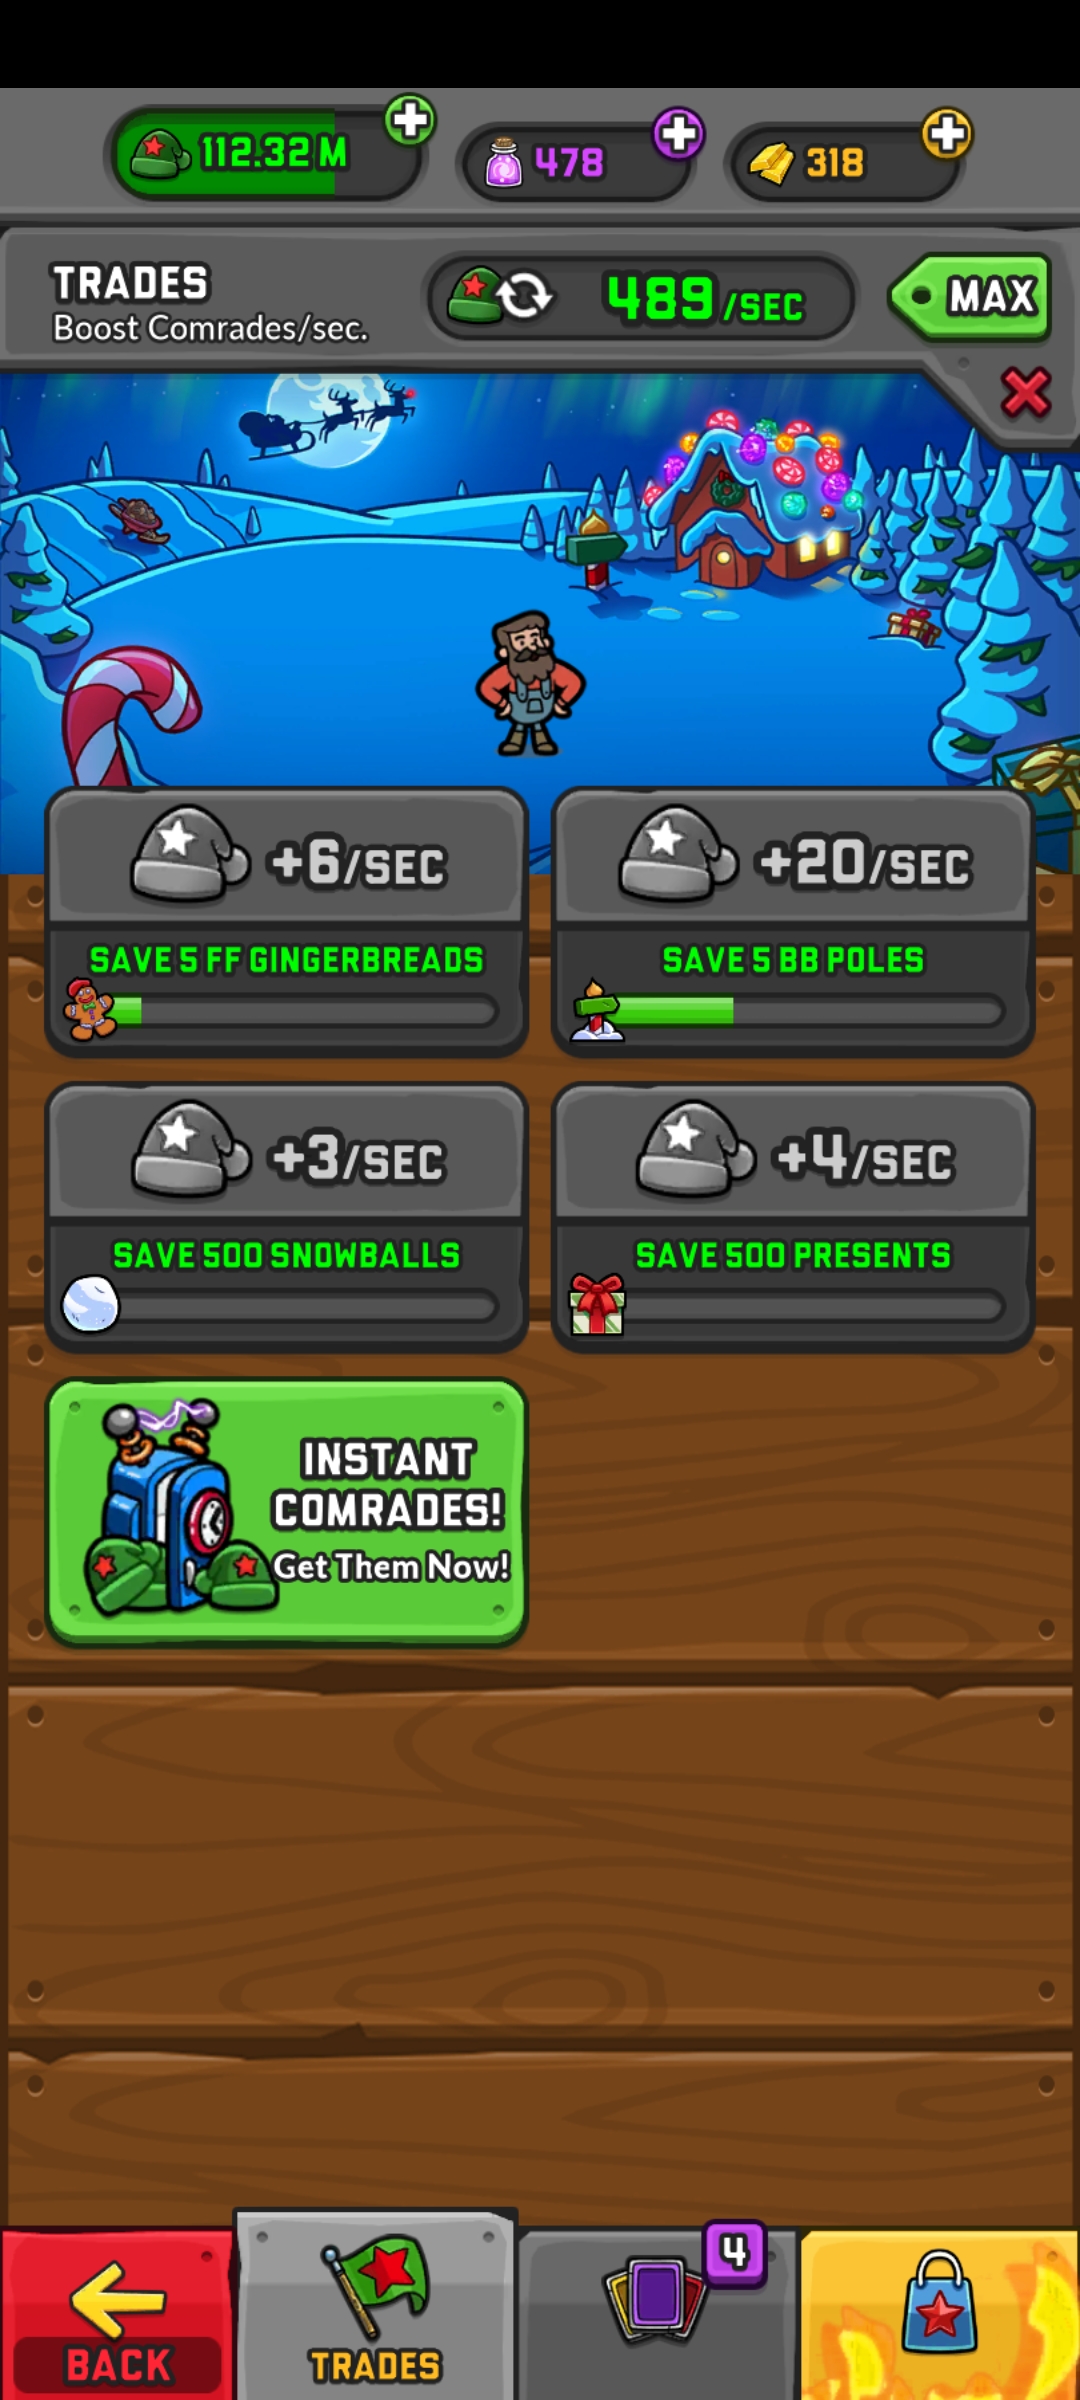 112.32M
478
318
TRADES
Boost Comrades/sec.
489/SEC
MAX
+6/SEC
SAVE 5 FF GINGERBREADS
+20/SEC
SAVE 5 BB POLES
+3/SEC
SAVE 500 SNOWBALLS
+4/SEC
SAVE 500 PRESENTS
INSTANT
COMRADES!
Get Them Now!
BACK
TRADES
4